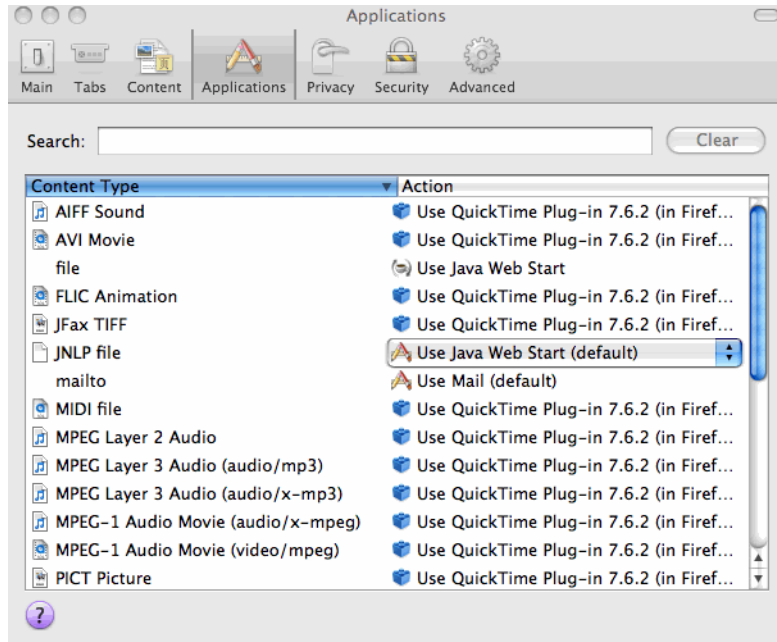 Applications
Main Tabs Content Applications Privacy Security Advanced
Search: Clear
Content Type Action
AIFF Sound Use QuickTime Plug-in 7.6.2 (in Firef...
AVI Movie Use QuickTime Plug-in 7.6.2 (in Firef...
file Use Java Web Start
FLIC Animation Use QuickTime Plug-in 7.6.2 (in Firef...
JFax TIFF Use QuickTime Plug-in 7.6.2 (in Firef...
JNLP file Use Java Web Start (default)
mailto Use Mail (default)
MIDI file Use QuickTime Plug-in 7.6.2 (in Firef...
MPEG Layer 2 Audio Use QuickTime Plug-in 7.6.2 (in Firef...
MPEG Layer 3 Audio (audio/mp3) Use QuickTime Plug-in 7.6.2 (in Firef...
MPEG Layer 3 Audio (audio/x-mp3) Use QuickTime Plug-in 7.6.2 (in Firef...
MPEG-1 Audio Movie (audio/x-mpeg) Use QuickTime Plug-in 7.6.2 (in Firef...
MPEG-1 Audio Movie (video/mpeg) Use QuickTime Plug-in 7.6.2 (in Firef...
PICT Picture Use QuickTime Plug-in 7.6.2 (in Firef...
?